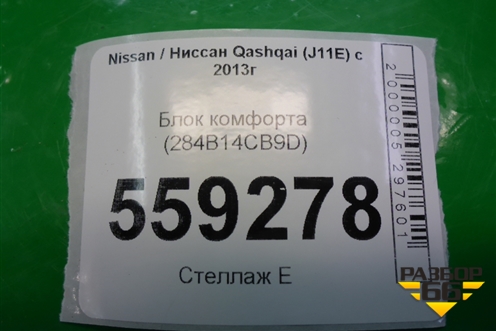 Nissan / Ниссан Qashqai (J11E) с
2013г
Блок комфорта
(284B14CB9D)
559278
Стеллаж Е
2000005297601
РАЗБОР
66